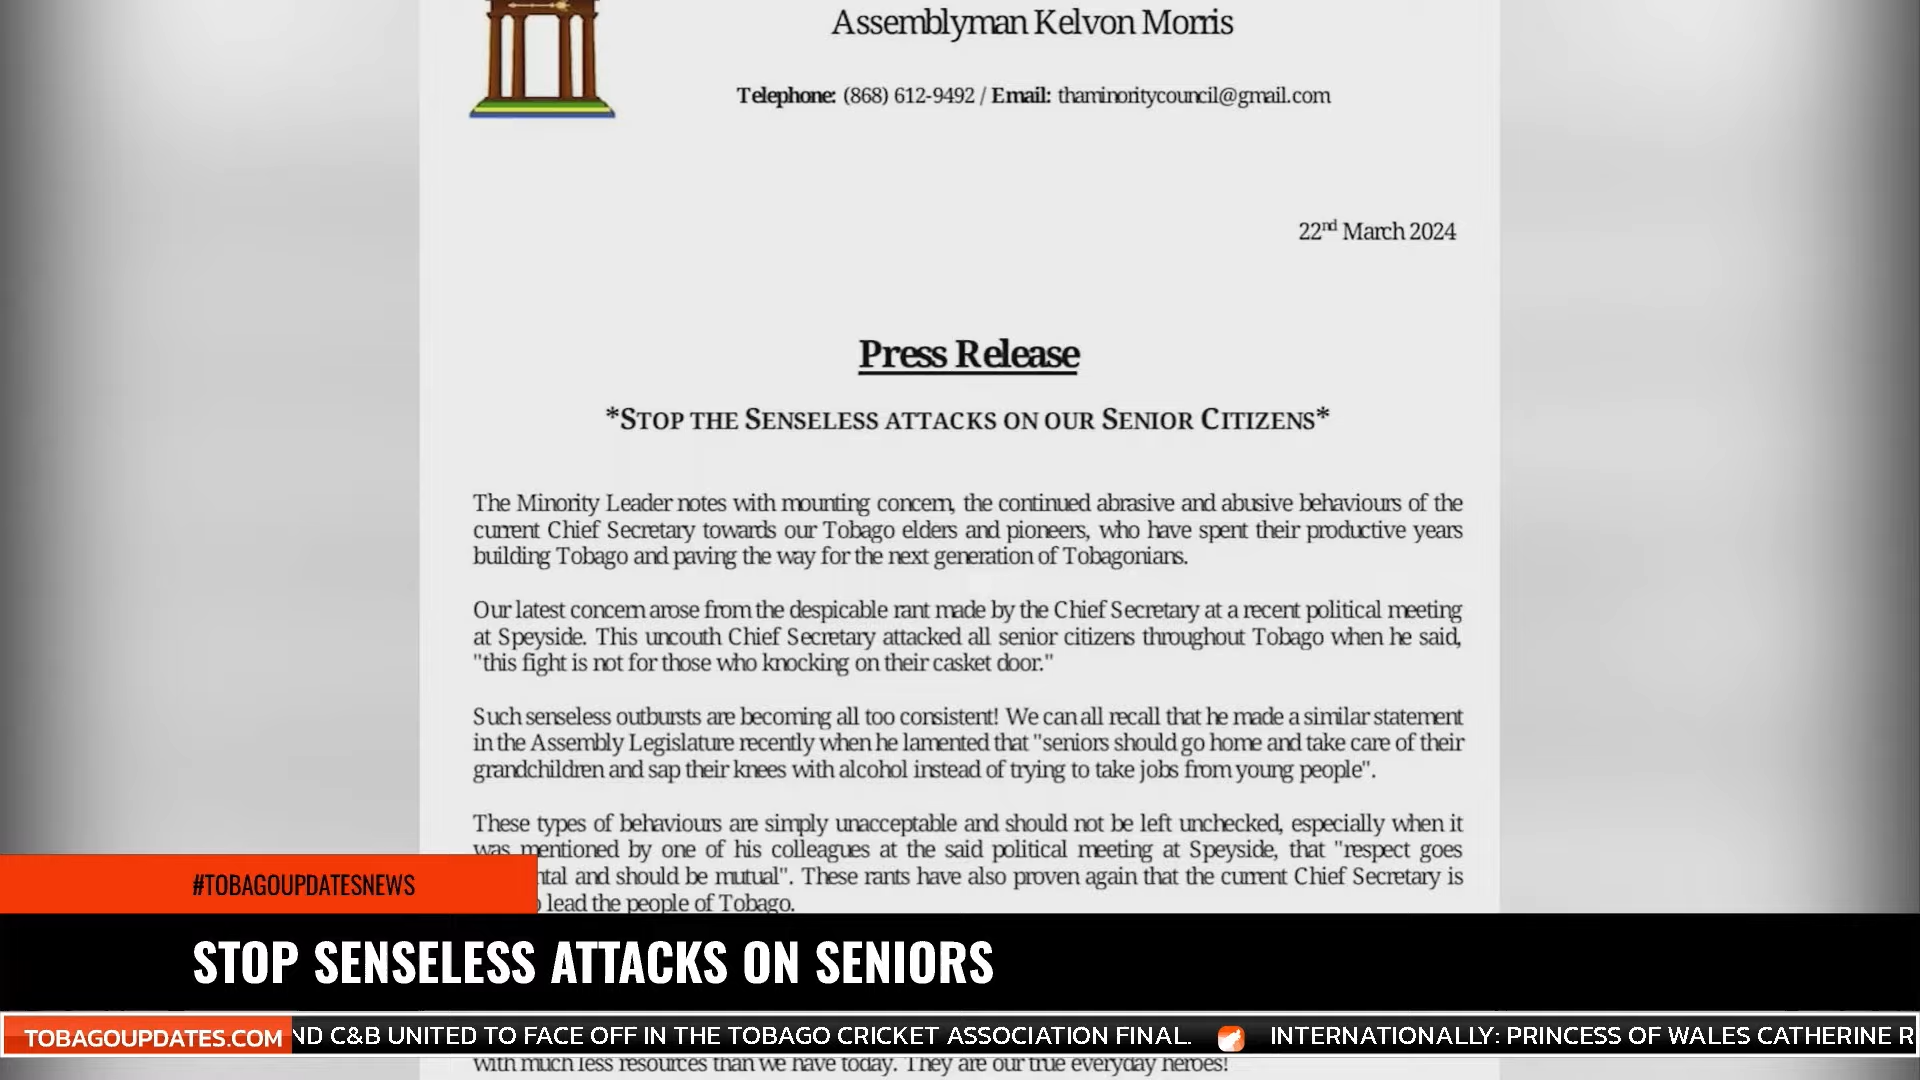 Assemblyman Kelvon Morris
Telephone: (868) 612-9492 / Email: thaminoritycouncil@gmail.com
22nd March 2024
Press Release
*STOP THE SENSELESS ATTACKS ON OUR SENIOR CITIZENS*
The Minority Leader notes with mounting concern, the continued abrasive and abusive behaviours of the
current Chief Secretary towards our Tobago elders and pioneers, who have spent their productive years
building Tobago and paving the way for the next generation of Tobagonians.
Our latest concern arose from the despicable rant made by the Chief Secretary at a recent political meeting
at Speyside. This uncouth Chief Secretary attacked all senior citizens throughout Tobago when he said,
"this fight is not for those who knocking on their casket door."
Such senseless outbursts are becoming all too consistent! We can all recall that he made a similar statement
in the Assembly Legislature recently when he lamented that "seniors should go home and take care of their
grandchildren and sap their knees with alcohol instead of trying to take jobs from young people".
These types of behaviours are simply unacceptable and should not be left unchecked, especially when it
was mentioned by one of his colleagues at the said political meeting at Speyside, that "respect goes
and should be mutual". These rants have also proven again that the current Chief Secretary is
lead the people of Tobago.
#TOBAGOUPDATESNEWS
STOP SENSELESS ATTACKS ON SENIORS
TOBAGOUPDATES.COM ND C&B UNITED TO FACE OFF IN THE TOBAGO CRICKET ASSOCIATION FINAL. INTERNATIONALLY: PRINCESS OF WALES CATHERINE R
with much less resources than we have today. They are our true everyday heroes!